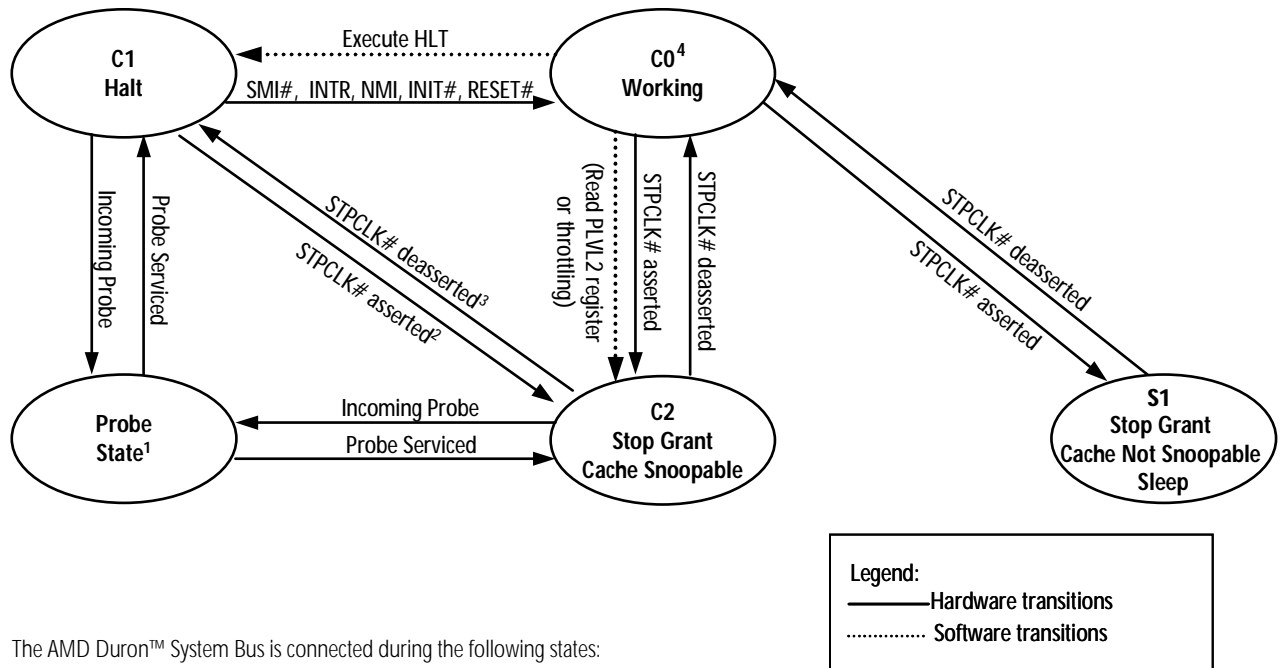 Execute HLT
C1
Halt
C0⁴
Working
SMI#, INTR, NMI, INIT#, RESET#
Incoming Probe
Probe Serviced
STPCLK# deasserted³
STPCLK# asserted²
(Read PLVL2 register
or throttling)
STPCLK# asserted
STPCLK# deasserted
STPCLK# deasserted
STPCLK# asserted
Probe
State¹
Incoming Probe
Probe Serviced
C2
Stop Grant
Cache Snoopable
S1
Stop Grant
Cache Not Snoopable
Sleep
Legend:
Hardware transitions
Software transitions
The AMD Duron™ System Bus is connected during the following states: